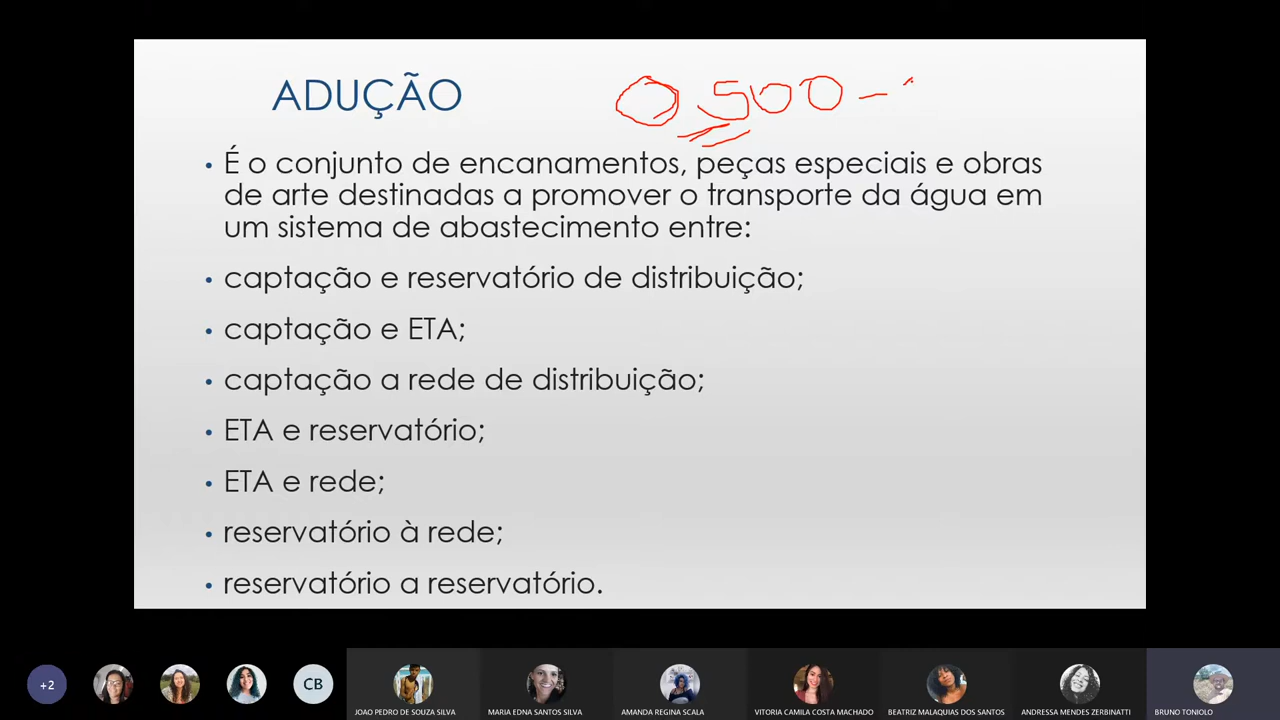 ADUÇÃO
0,500 -
• É o conjunto de encanamentos, peças especiais e obras
de arte destinadas a promover o transporte da água em
um sistema de abastecimento entre:
• captação e reservatório de distribuição;
• captação e ETA;
• captação a rede de distribuição;
• ETA e reservatório;
• ETA e rede;
• reservatório à rede;
• reservatório a reservatório.
+2
CB
JOAO PEDRO DE SOUZA SILVA
MARIA EDNA SANTOS SILVA
AMANDA REGINA SCALA
VITORIA CAMILA COSTA MACHADO
BEATRIZ MALAQUIAS DOS SANTOS
ANDRESSA MENDES ZERBINATTI
BRUNO TONIOLO